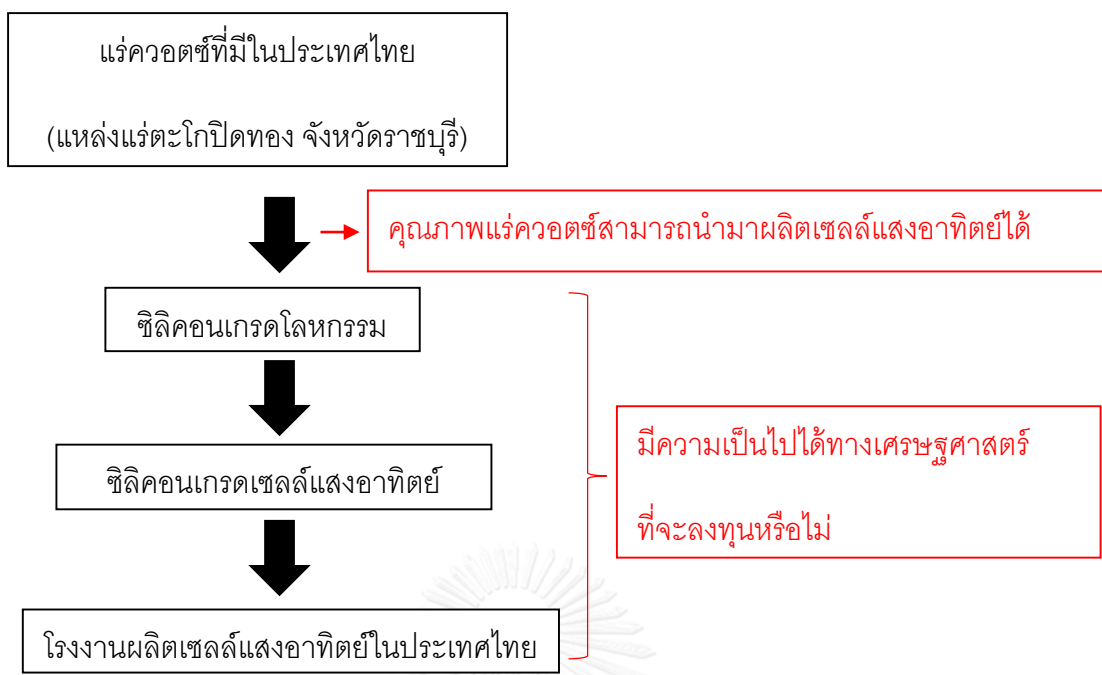 แร่ควอตซ์ที่มีในประเทศไทย
(แหล่งแร่ตะโกปิดทอง จังหวัดราชบุรี)
คุณภาพแร่ควอตซ์สามารถนำมาผลิตเซลล์แสงอาทิตย์ได้
ซิลิคอนเกรดโลหกรรม
ซิลิคอนเกรดเซลล์แสงอาทิตย์
มีความเป็นไปได้ทางเศรษฐศาสตร์
ที่จะลงทุนหรือไม่
โรงงานผลิตเซลล์แสงอาทิตย์ในประเทศไทย